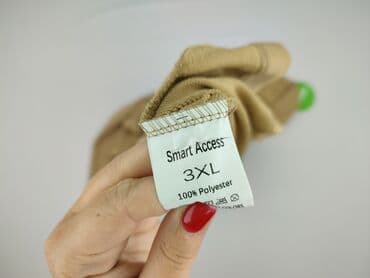 Smart Access
3XL
100% Polyester